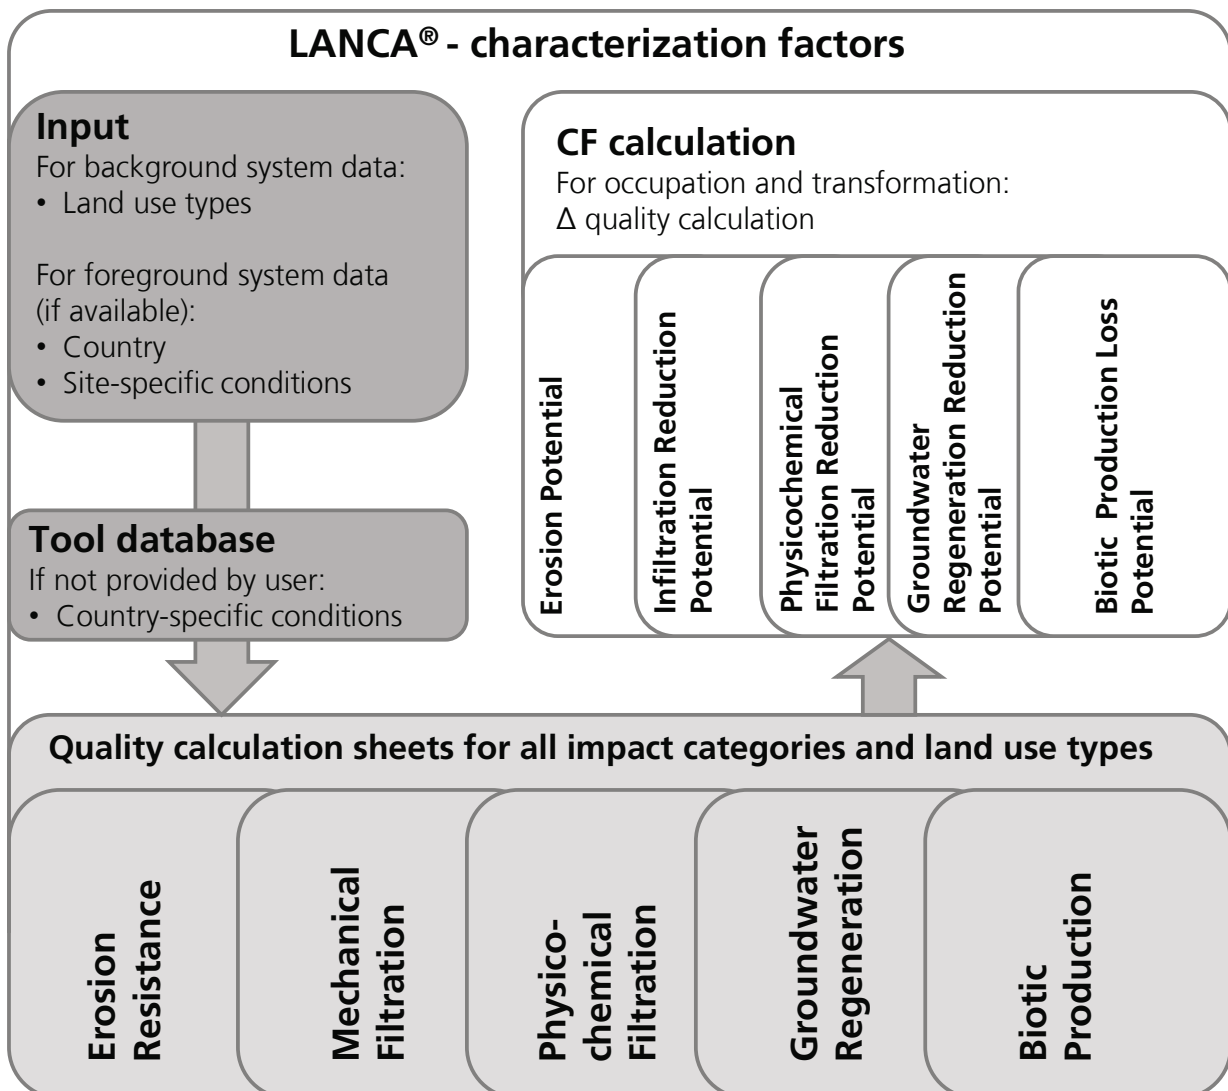 LANCA® - characterization factors
Input
For background system data:
• Land use types
For foreground system data
(if available):
• Country
• Site-specific conditions
Tool database
If not provided by user:
• Country-specific conditions
CF calculation
For occupation and transformation:
Δ quality calculation
Erosion Potential
Infiltration Reduction
Potential
Physicochemical
Filtration Reduction
Potential
Groundwater
Regeneration Reduction
Potential
Biotic Production Loss
Potential
Quality calculation sheets for all impact categories and land use types
Erosion
Resistance
Mechanical
Filtration
Physico-
chemical
Filtration
Groundwater
Regeneration
Biotic
Production